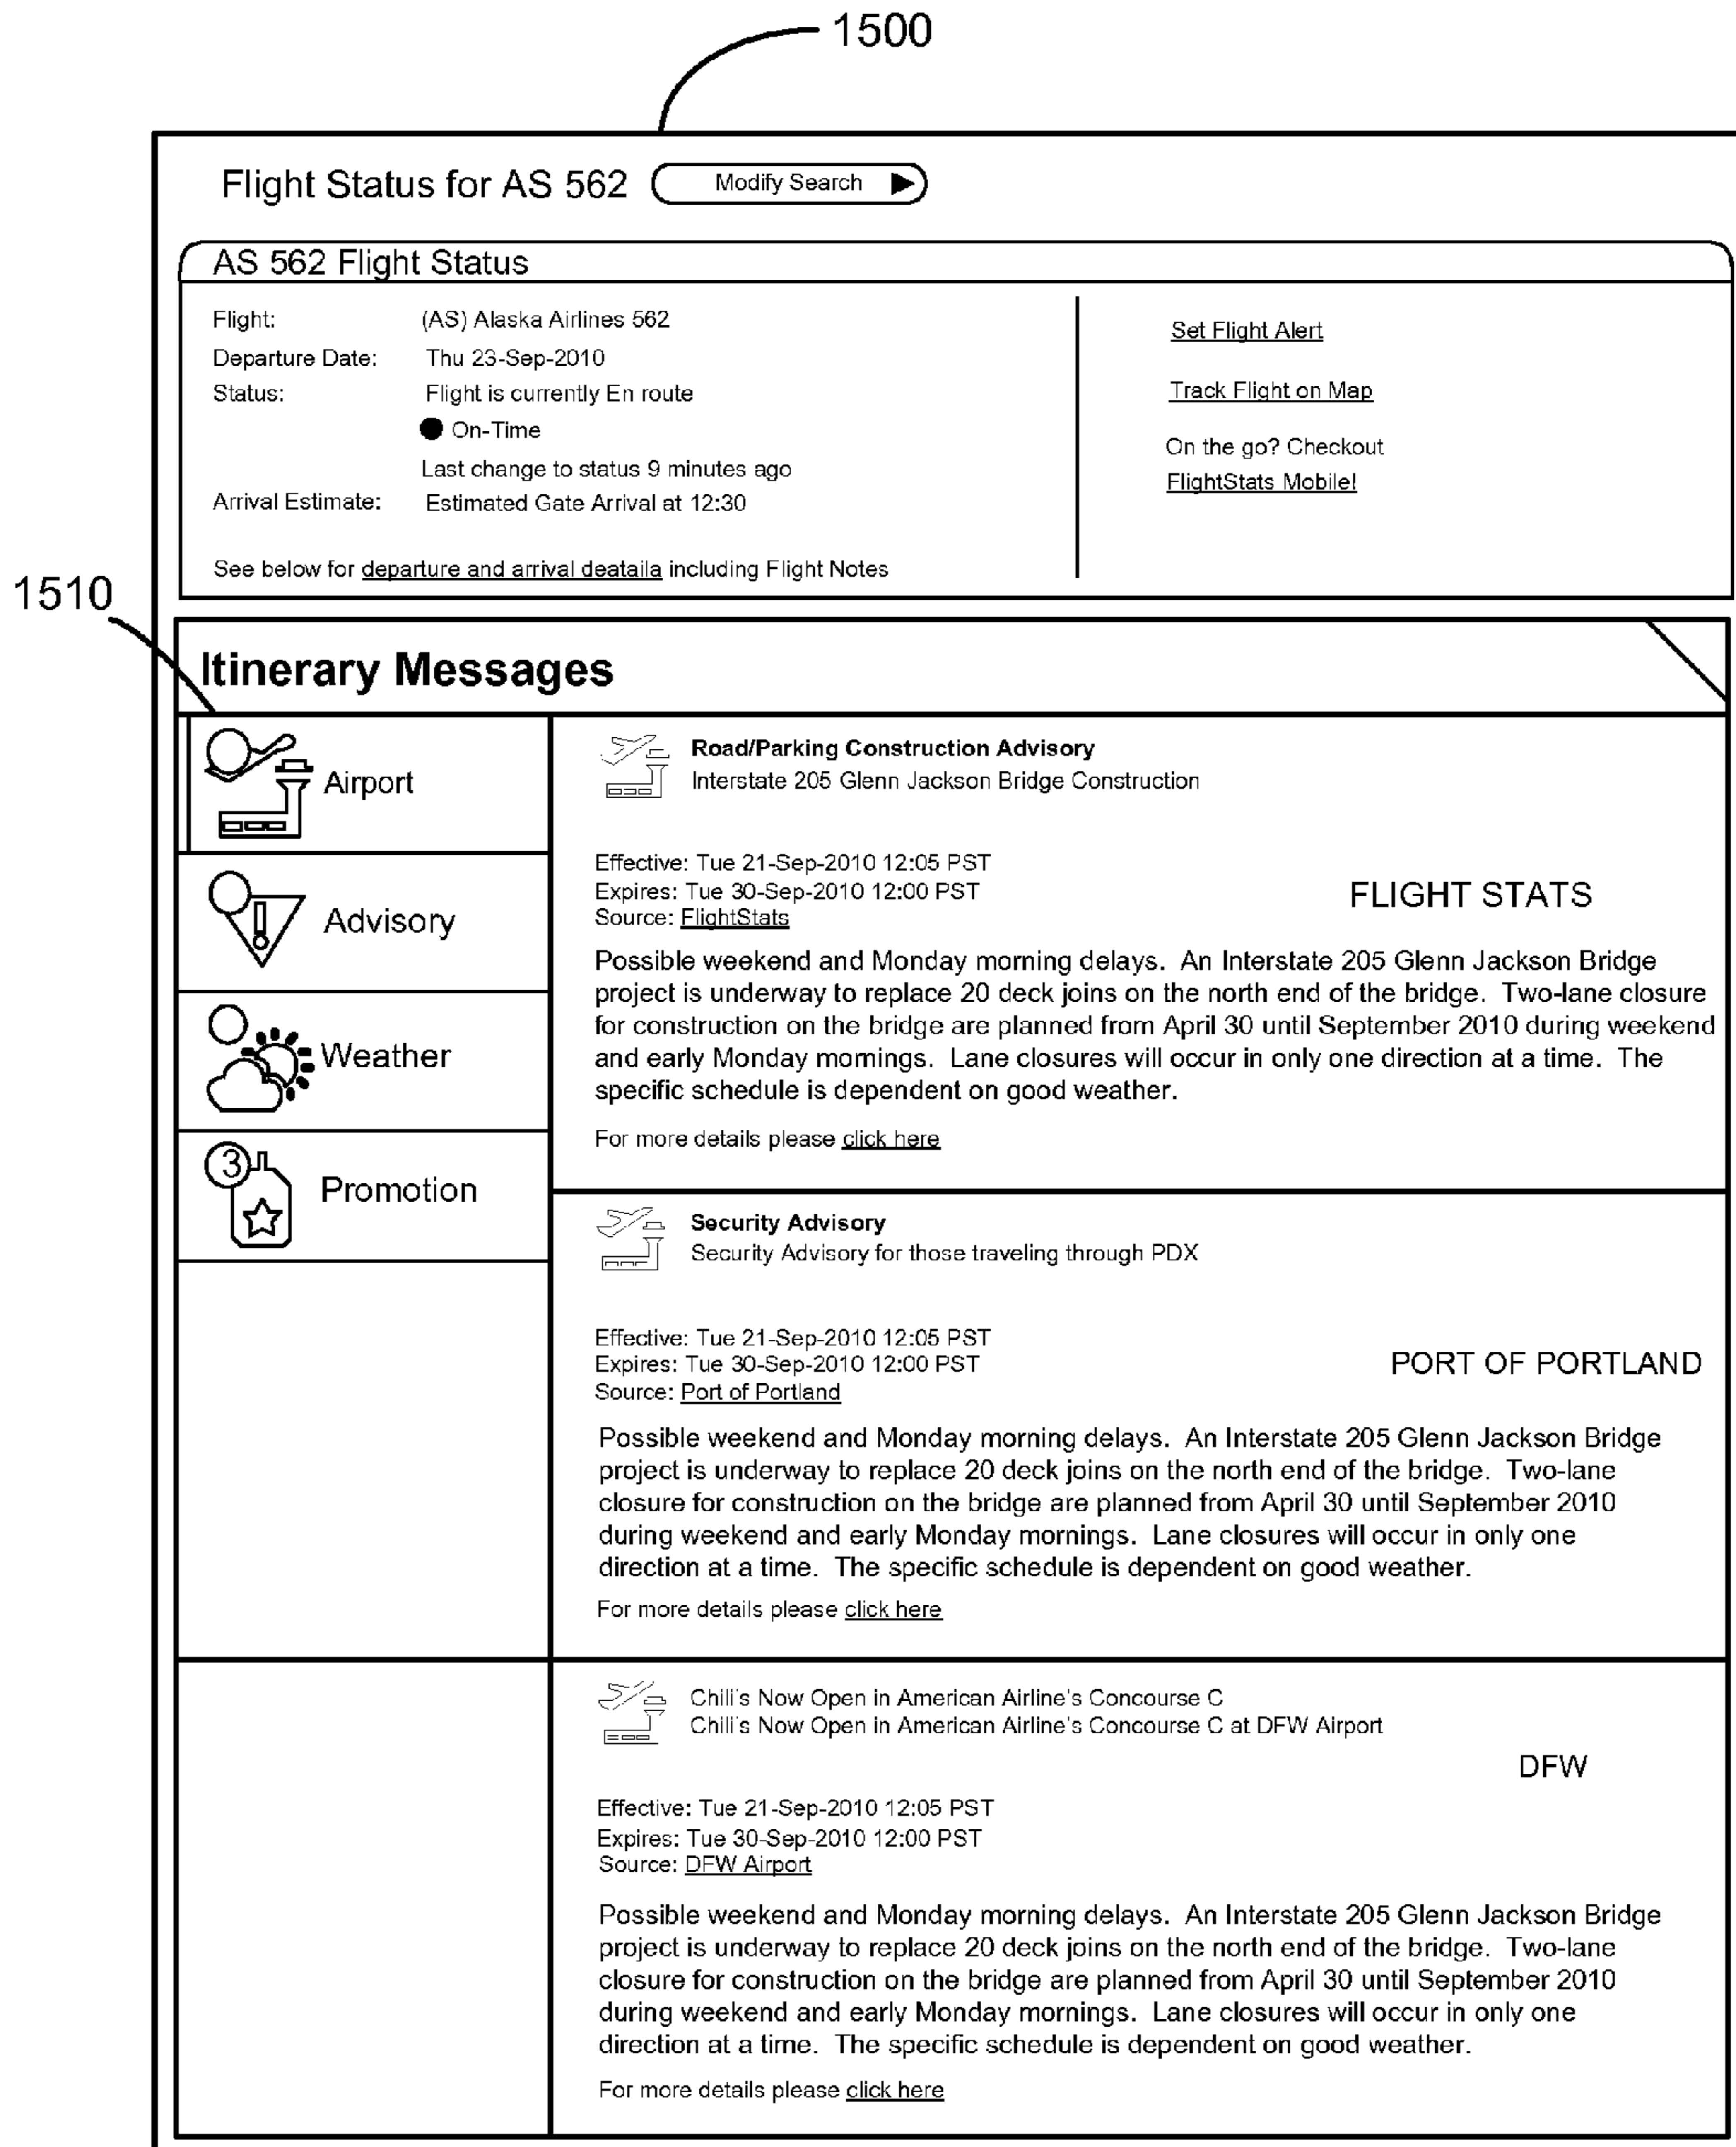 1500
Flight Status for AS 562
Modify Search
AS 562 Flight Status
Flight: (AS) Alaska Airlines 562
Departure Date: Thu 23-Sep-2010
Status: Flight is currently En route
On-Time
Last change to status 9 minutes ago
Arrival Estimate: Estimated Gate Arrival at 12:30
See below for departure and arrival deataila including Flight Notes
Set Flight Alert
Track Flight on Map
On the go? Checkout
FlightStats Mobile!
1510
Itinerary Messages
Airport
Advisory
Weather
3
Promotion
Road/Parking Construction Advisory
Interstate 205 Glenn Jackson Bridge Construction
Effective: Tue 21-Sep-2010 12:05 PST
Expires: Tue 30-Sep-2010 12:00 PST
Source: FlightStats
FLIGHT STATS
Possible weekend and Monday morning delays. An Interstate 205 Glenn Jackson Bridge
project is underway to replace 20 deck joins on the north end of the bridge. Two-lane closure
for construction on the bridge are planned from April 30 until September 2010 during weekend
and early Monday mornings. Lane closures will occur in only one direction at a time. The
specific schedule is dependent on good weather.
For more details please click here
Security Advisory
Security Advisory for those traveling through PDX
Effective: Tue 21-Sep-2010 12:05 PST
Expires: Tue 30-Sep-2010 12:00 PST
Source: Port of Portland
PORT OF PORTLAND
Possible weekend and Monday morning delays. An Interstate 205 Glenn Jackson Bridge
project is underway to replace 20 deck joins on the north end of the bridge. Two-lane
closure for construction on the bridge are planned from April 30 until September 2010
during weekend and early Monday mornings. Lane closures will occur in only one
direction at a time. The specific schedule is dependent on good weather.
For more details please click here
Chili's Now Open in American Airline's Concourse C
Chili's Now Open in American Airline's Concourse C at DFW Airport
DFW
Effective: Tue 21-Sep-2010 12:05 PST
Expires: Tue 30-Sep-2010 12:00 PST
Source: DFW Airport
Possible weekend and Monday morning delays. An Interstate 205 Glenn Jackson Bridge
project is underway to replace 20 deck joins on the north end of the bridge. Two-lane
closure for construction on the bridge are planned from April 30 until September 2010
during weekend and early Monday mornings. Lane closures will occur in only one
direction at a time. The specific schedule is dependent on good weather.
For more details please click here